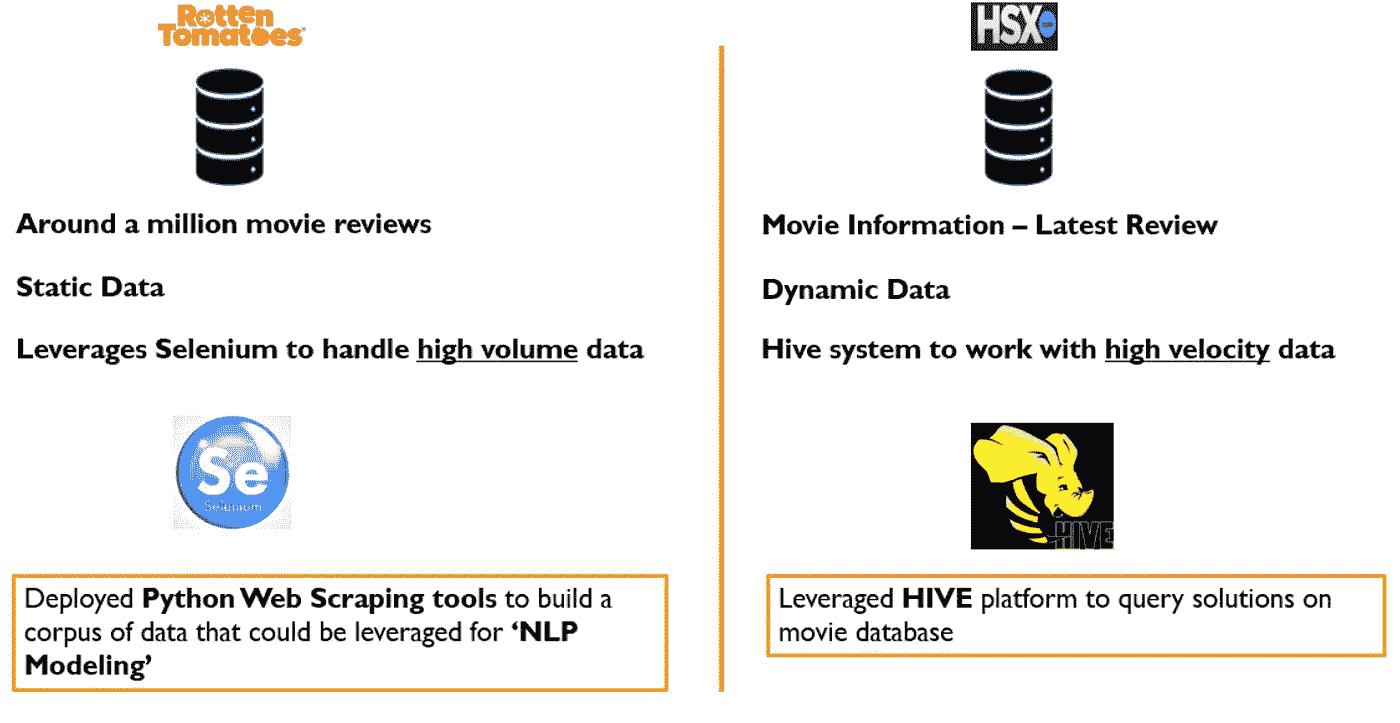 Rotten
Tomatoes
Around a million movie reviews
Static Data
Leverages Selenium to handle high volume data
Se
Selenium
Deployed Python Web Scraping tools to build a
corpus of data that could be leveraged for ‘NLP
Modeling’
HSX
Movie Information – Latest Review
Dynamic Data
Hive system to work with high velocity data
HIVE
Leveraged HIVE platform to query solutions on
movie database